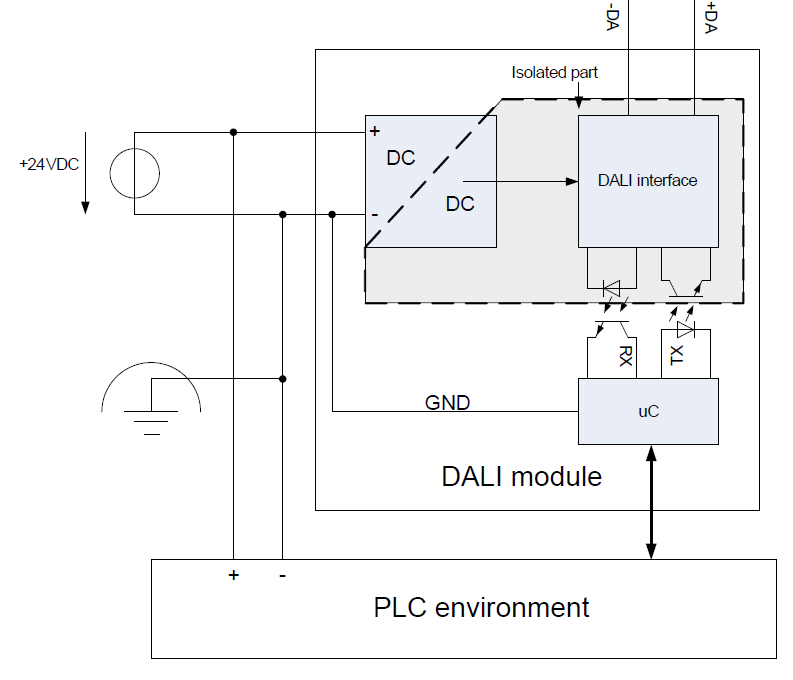 -DA
+DA
Isolated part
+
DC
+24VDC
DALI interface
DC
-
RX
TX
GND
uC
DALI module
+
-
PLC environment